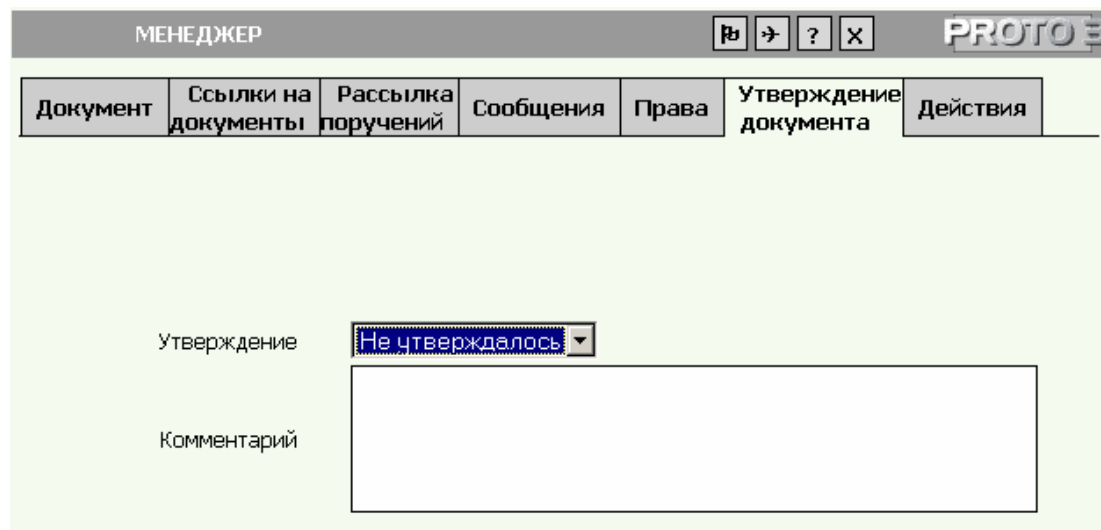 МЕНЕДЖЕР
? X
PROTO
Документ
Ссылки на
документы
Рассылка
поручений
Сообщения
Права
Утверждение
документа
Действия
Утверждение
Не утверждалось
Комментарий